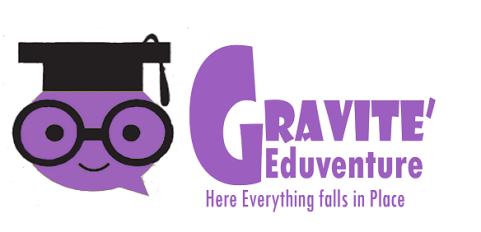 GRAVITE'
Eduventure
Here Everything falls in Place